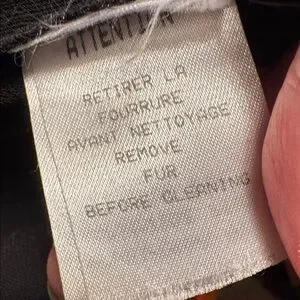 ATTENTION
RETIRER LA
FOURRURE
AVANT NETTOYAGE
REMOVE
FUR
BEFORE CLEANING